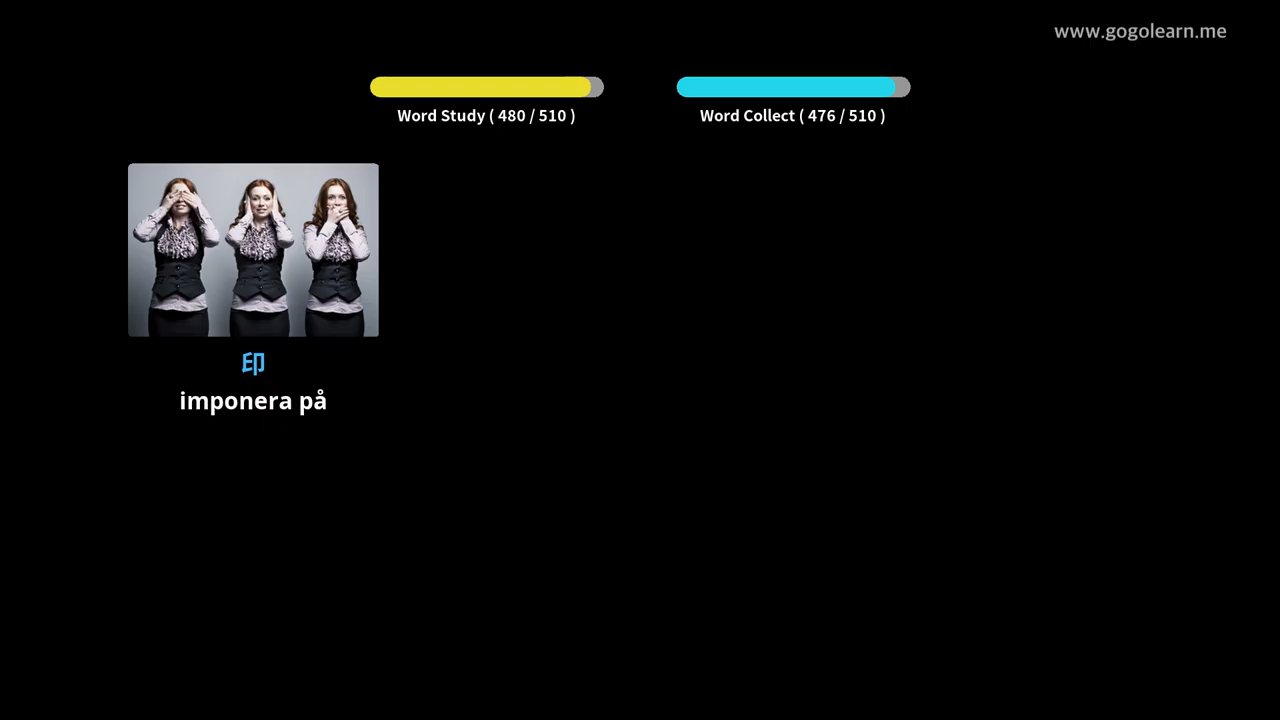 www.gogolearn.me
Word Study ( 480 / 510 )
Word Collect ( 476 / 510 )
印
imponera på